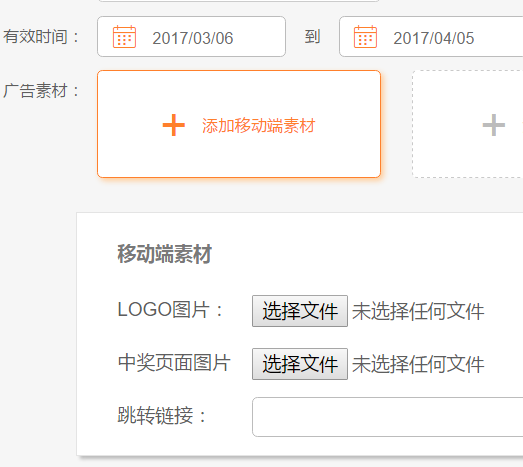 有效时间： 2017/03/06 到 2017/04/05
广告素材： + 添加移动端素材 +
移动端素材
LOGO图片： 选择文件 未选择任何文件
中奖页面图片 选择文件 未选择任何文件
跳转链接：